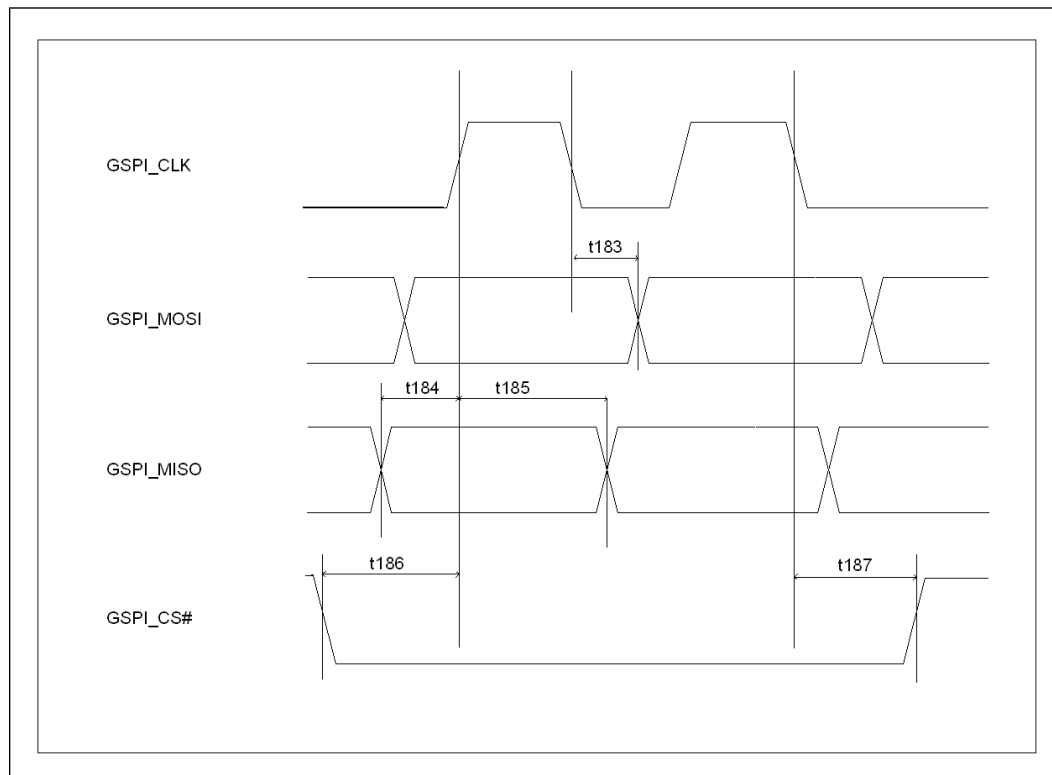 GSPI_CLK
t183
GSPI_MOSI
t184
t185
GSPI_MISO
t186
t187
GSPI_CS#